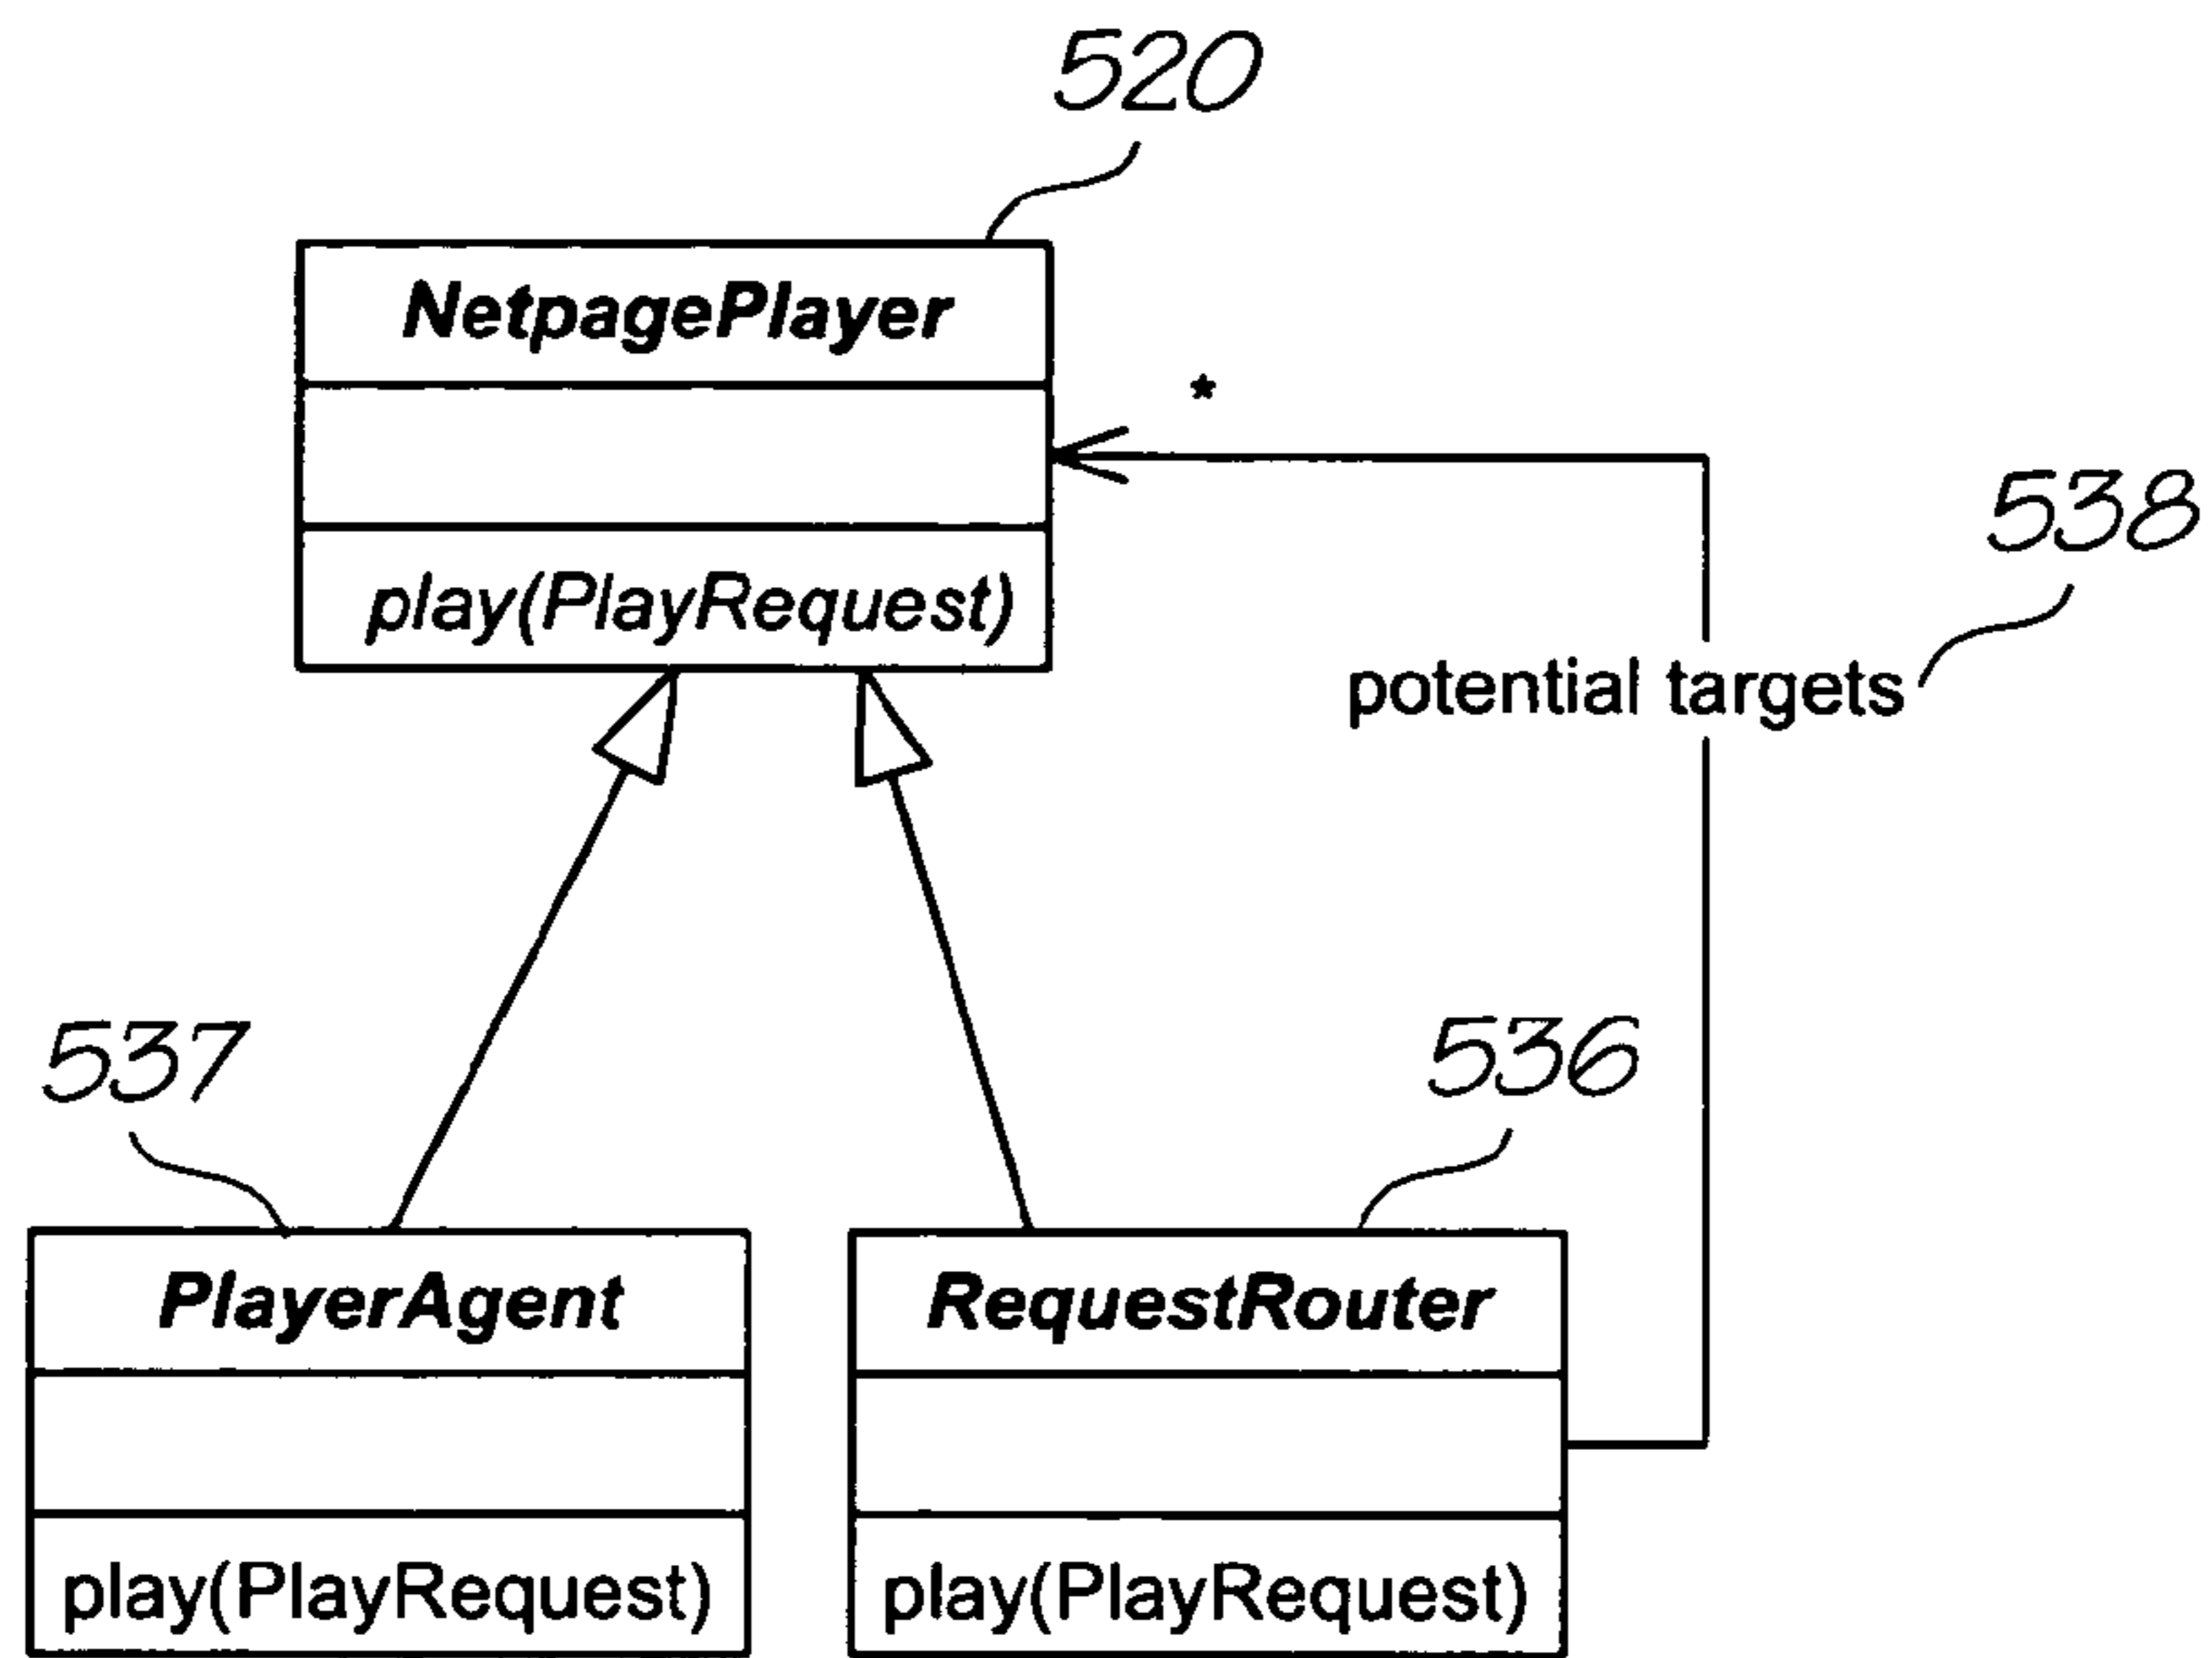 520
NetpagePlayer
*
play(PlayRequest)
538
potential targets
537
536
PlayerAgent
RequestRouter
play(PlayRequest)
play(PlayRequest)